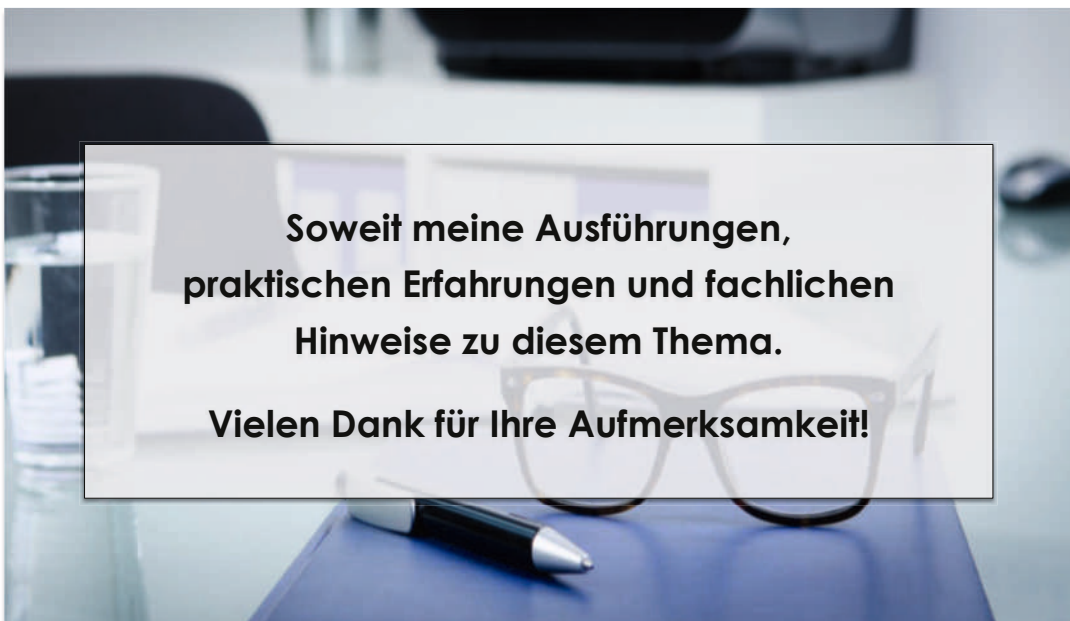 Soweit meine Ausführungen,
praktischen Erfahrungen und fachlichen
Hinweise zu diesem Thema.
Vielen Dank für Ihre Aufmerksamkeit!